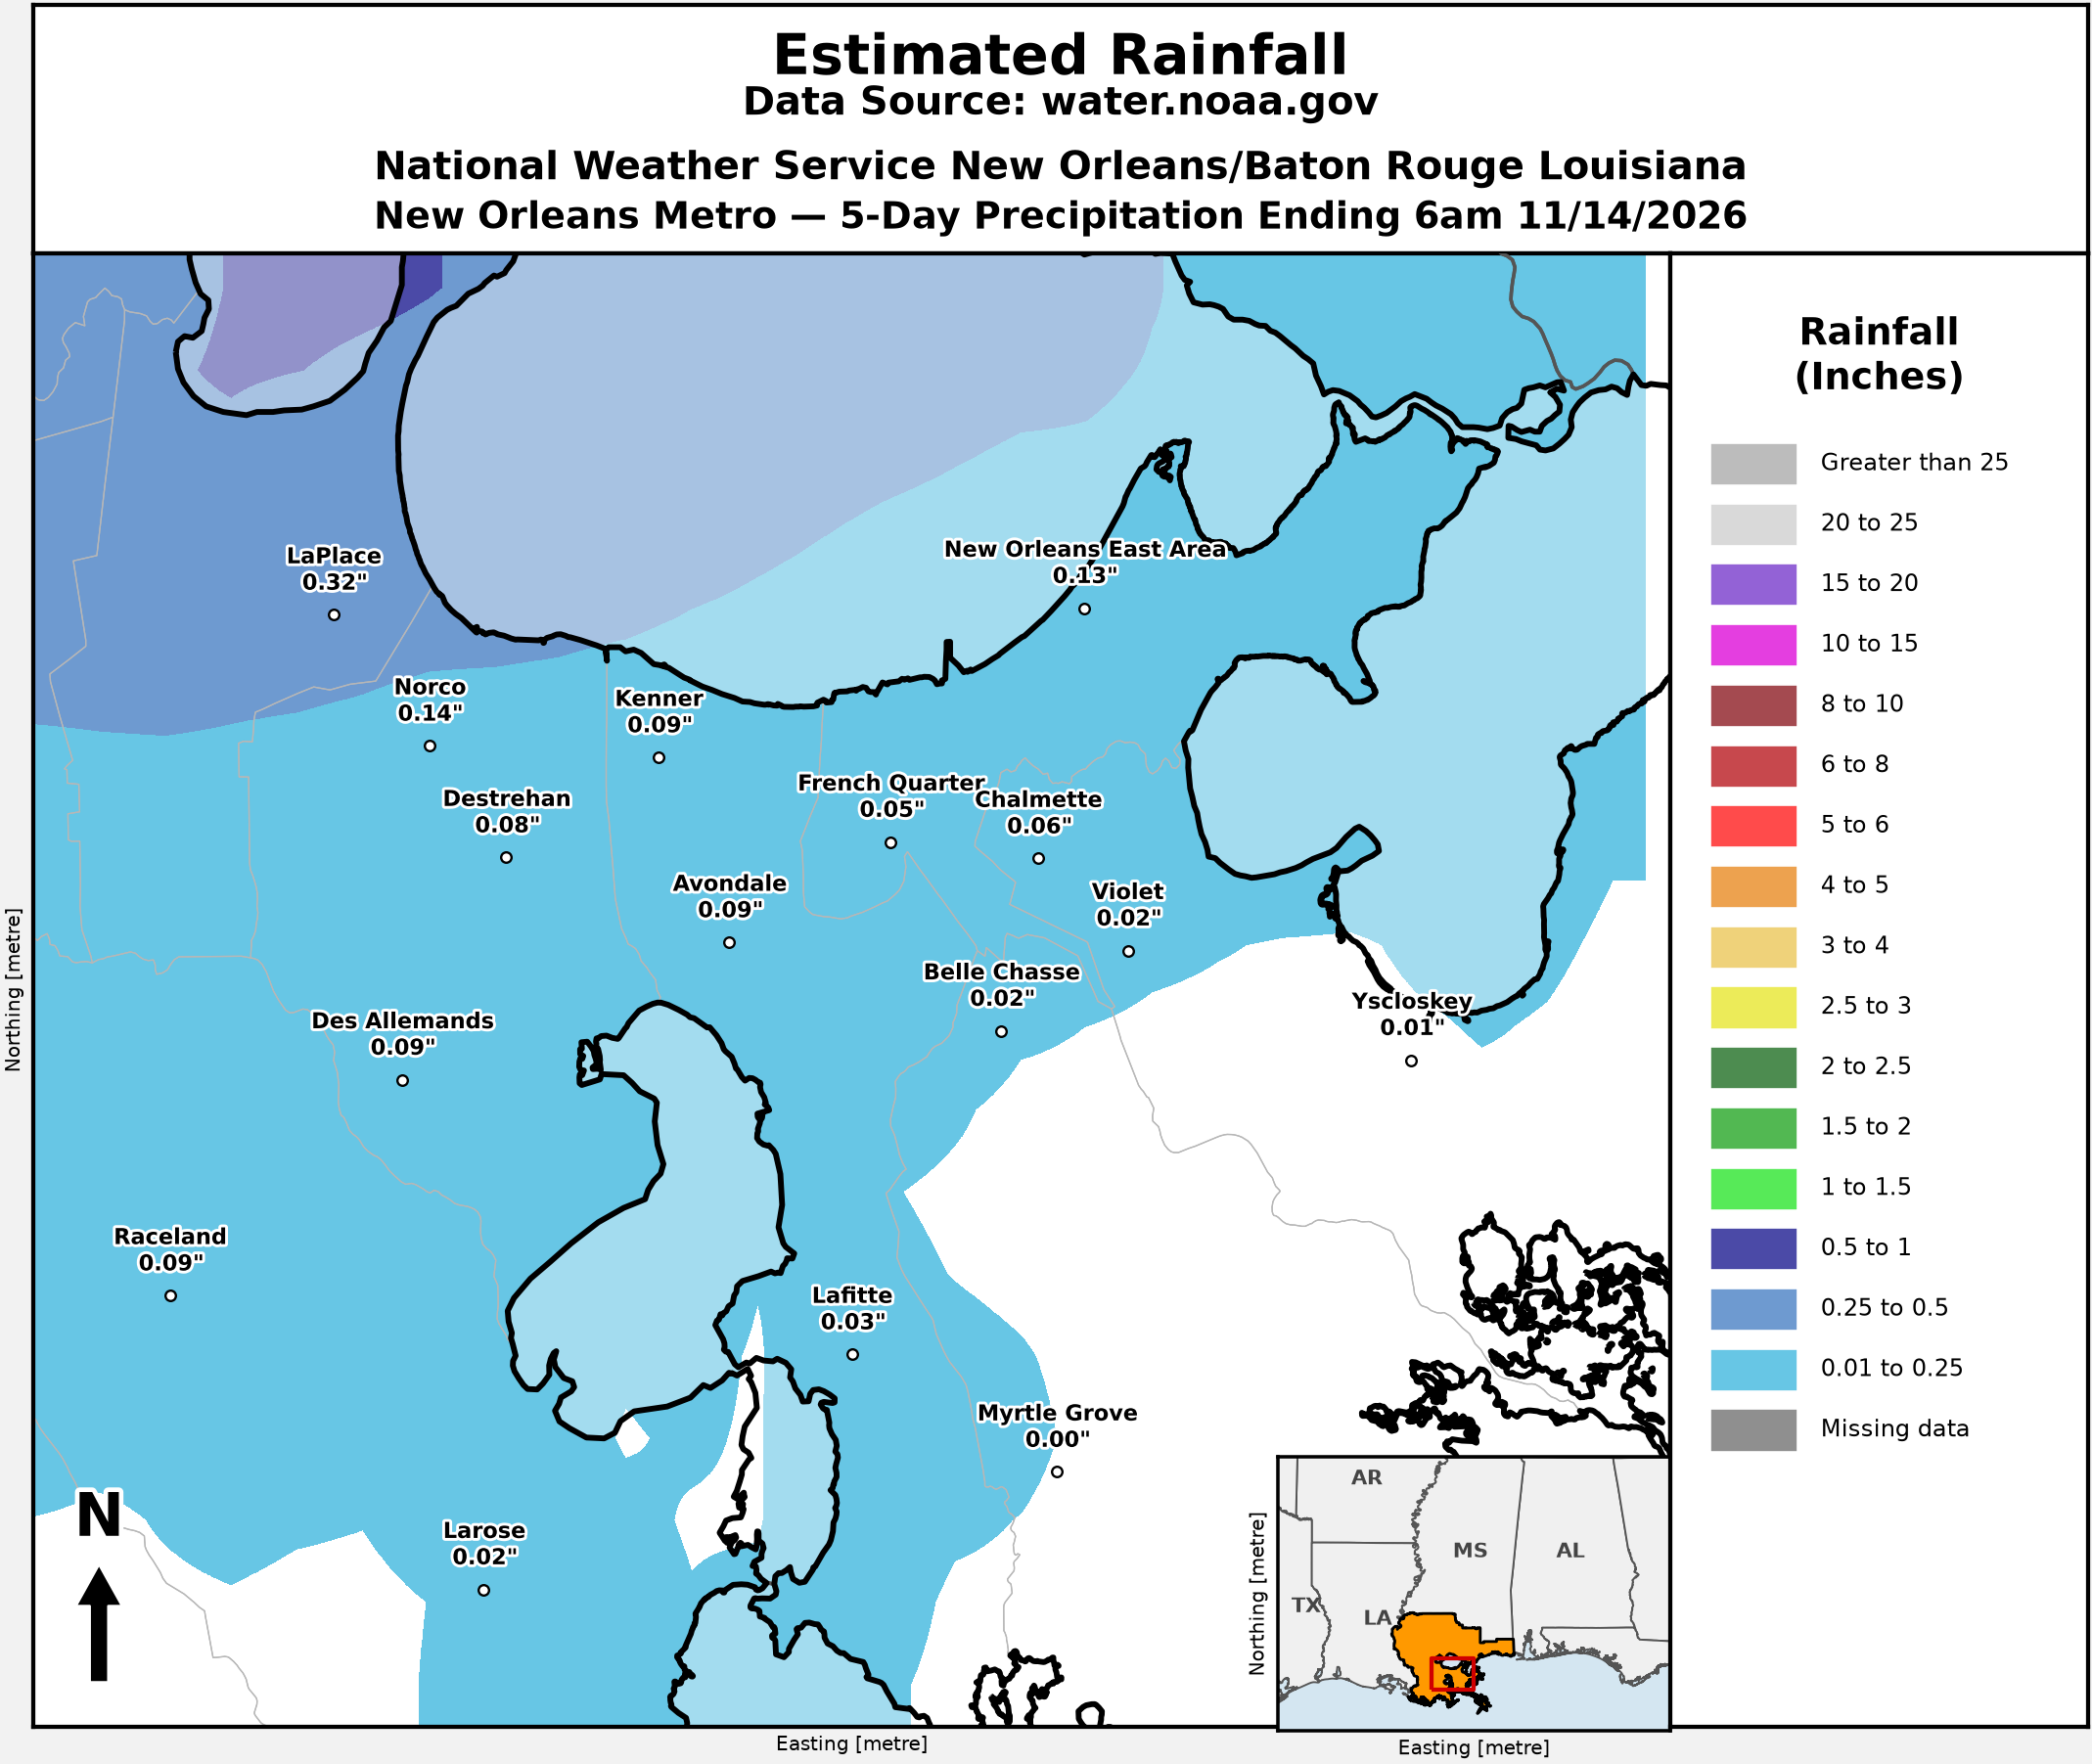 Estimated Rainfall
Data Source: water.noaa.gov
National Weather Service New Orleans/Baton Rouge Louisiana
New Orleans Metro — 5-Day Precipitation Ending 6am 11/14/2026
LaPlace
0.32"
New Orleans East Area
0.13"
Norco
0.14"
Kenner
0.09"
French Quarter
0.05"
Chalmette
0.06"
Destrehan
0.08"
Avondale
0.09"
Violet
0.02"
Belle Chasse
0.02"
Yscloskey
0.01"
Des Allemands
0.09"
Raceland
0.09"
Lafitte
0.03"
Myrtle Grove
0.00"
Larose
0.02"
N
Northing [metre]
Easting [metre]
AR
MS
AL
TX
LA
Northing [metre]
Easting [metre]
Rainfall
(Inches)
Greater than 25
20 to 25
15 to 20
10 to 15
8 to 10
6 to 8
5 to 6
4 to 5
3 to 4
2.5 to 3
2 to 2.5
1.5 to 2
1 to 1.5
0.5 to 1
0.25 to 0.5
0.01 to 0.25
Missing data